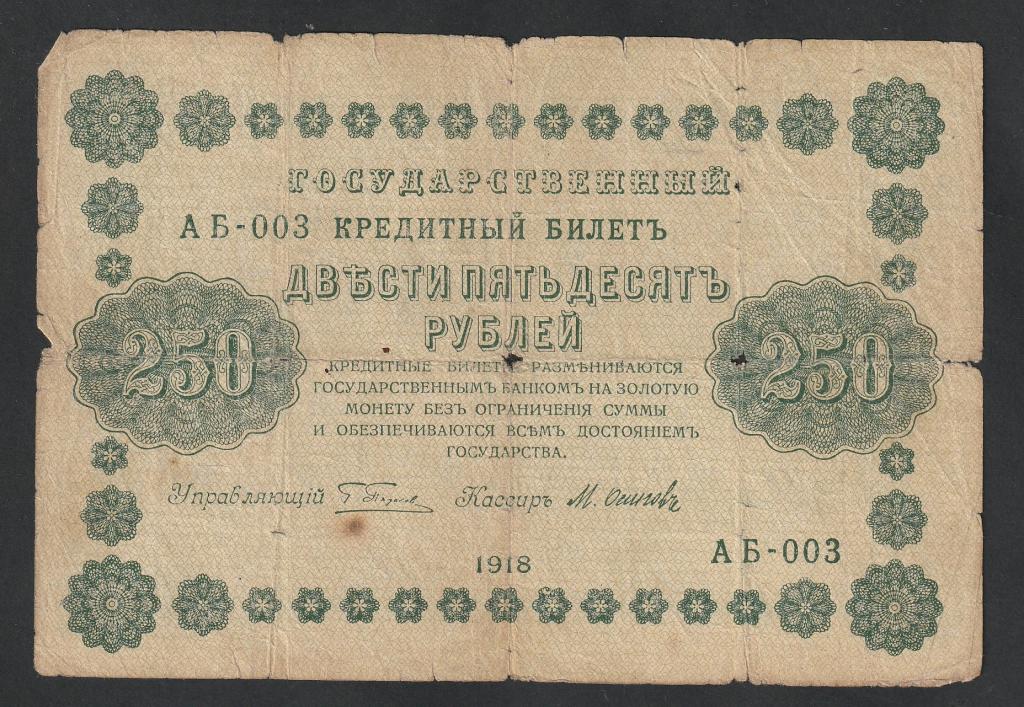 ГОСУДАРСТВЕННЫЙ
АБ-003 КРЕДИТНЫЙ БИЛЕТЪ
ДВѢСТИ ПЯТЬДЕСЯТЪ
РУБЛЕЙ
250 250
КРЕДИТНЫЕ БИЛЕТЫ РАЗМѢНИВАЮТСЯ
ГОСУДАРСТВЕННЫМЪ БАНКОМЪ НА ЗОЛОТУЮ
МОНЕТУ БЕЗЪ ОГРАНИЧЕНІЯ СУММЫ
И ОБЕЗПЕЧИВАЮТСЯ ВСѢМЪ ДОСТОЯНІЕМЪ
ГОСУДАРСТВА.
Управляющій Кассиръ М. Осиповъ
1918 АБ-003